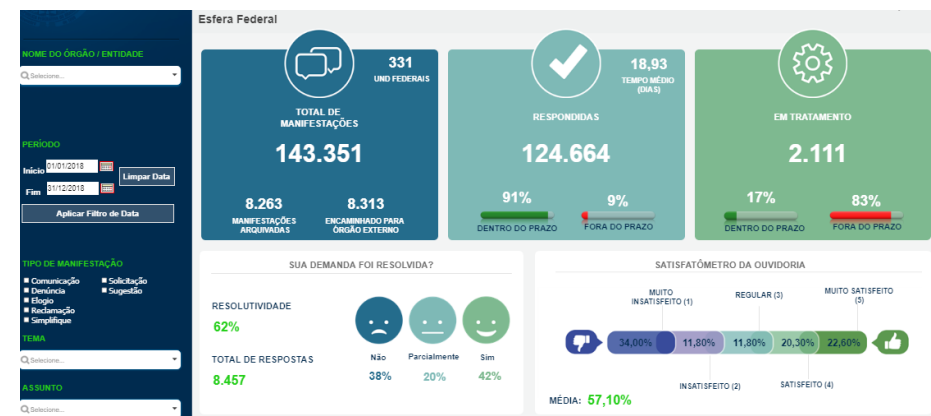 Esfera Federal
NOME DO ÓRGÃO / ENTIDADE
Selecione...
PERÍODO
Início 01/01/2018
Limpar Data
Fim 31/12/2018
Aplicar Filtro de Data
TIPO DE MANIFESTAÇÃO
Comunicação
Solicitação
Denúncia
Sugestão
Elogio
Reclamação
Simplifique
TEMA
Selecione...
ASSUNTO
Selecione...
331
UND FEDERAIS
TOTAL DE
MANIFESTAÇÕES
143.351
8.263
MANIFESTAÇÕES
ARQUIVADAS
8.313
ENCAMINHADO PARA
ÓRGÃO EXTERNO
18,93
TEMPO MÉDIO
(DIAS)
RESPONDIDAS
124.664
91%
DENTRO DO PRAZO
9%
FORA DO PRAZO
EM TRATAMENTO
2.111
17%
DENTRO DO PRAZO
83%
FORA DO PRAZO
SUA DEMANDA FOI RESOLVIDA?
RESOLUTIVIDADE
62%
TOTAL DE RESPOSTAS
8.457
Não
38%
Parcialmente
20%
Sim
42%
SATISFATÔMETRO DA OUVIDORIA
MUITO
INSATISFEITO (1)
REGULAR (3)
MUITO SATISFEITO
(5)
34,00%
11,80%
11,80%
20,30%
22,60%
INSATISFEITO (2)
SATISFEITO (4)
MÉDIA: 57,10%